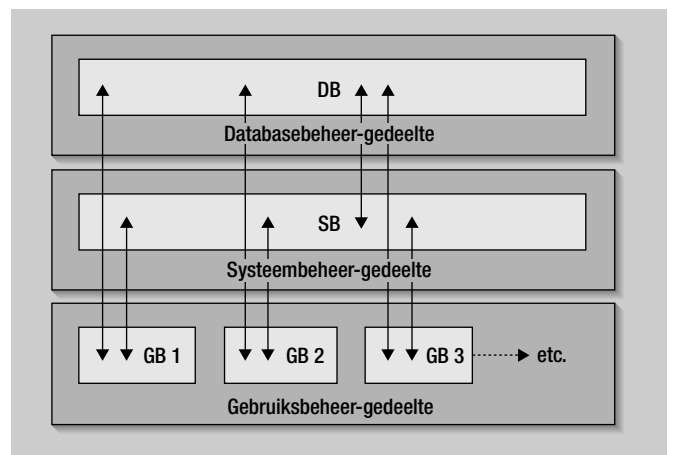 DB
Databasebeheer-gedeelte
SB
Systeembeheer-gedeelte
GB 1 GB 2 GB 3 etc.
Gebruiksbeheer-gedeelte